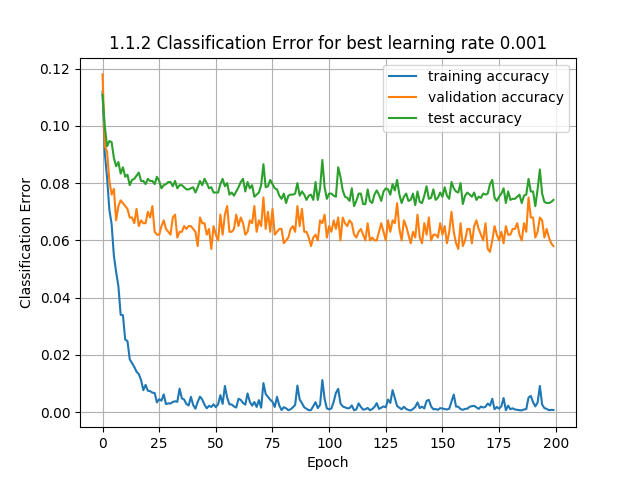 1.1.2 Classification Error for best learning rate 0.001
training accuracy
validation accuracy
test accuracy
Classification Error
0.12
0.10
0.08
0.06
0.04
0.02
0.00
0 25 50 75 100 125 150 175 200
Epoch